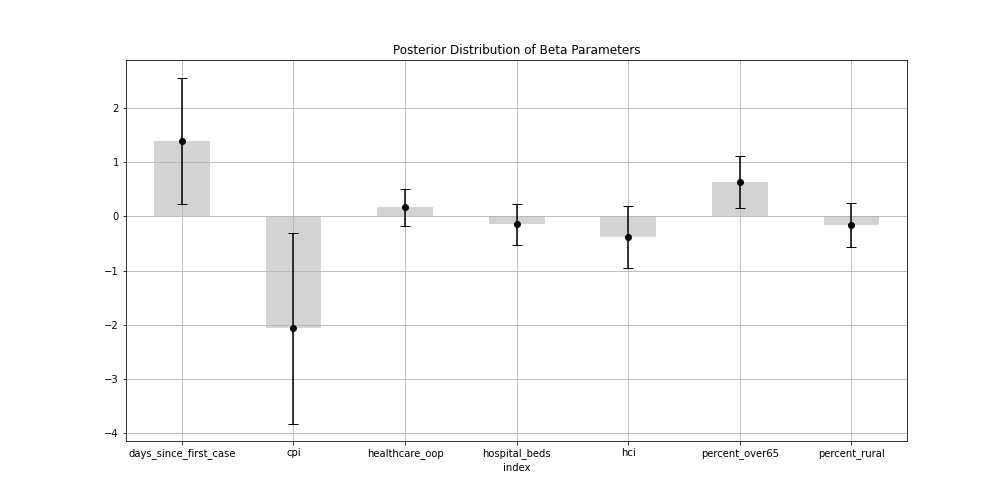 Posterior Distribution of Beta Parameters
2
1
0
−1
−2
−3
−4
days_since_first_case cpi healthcare_oop hospital_beds hci percent_over65 percent_rural
index